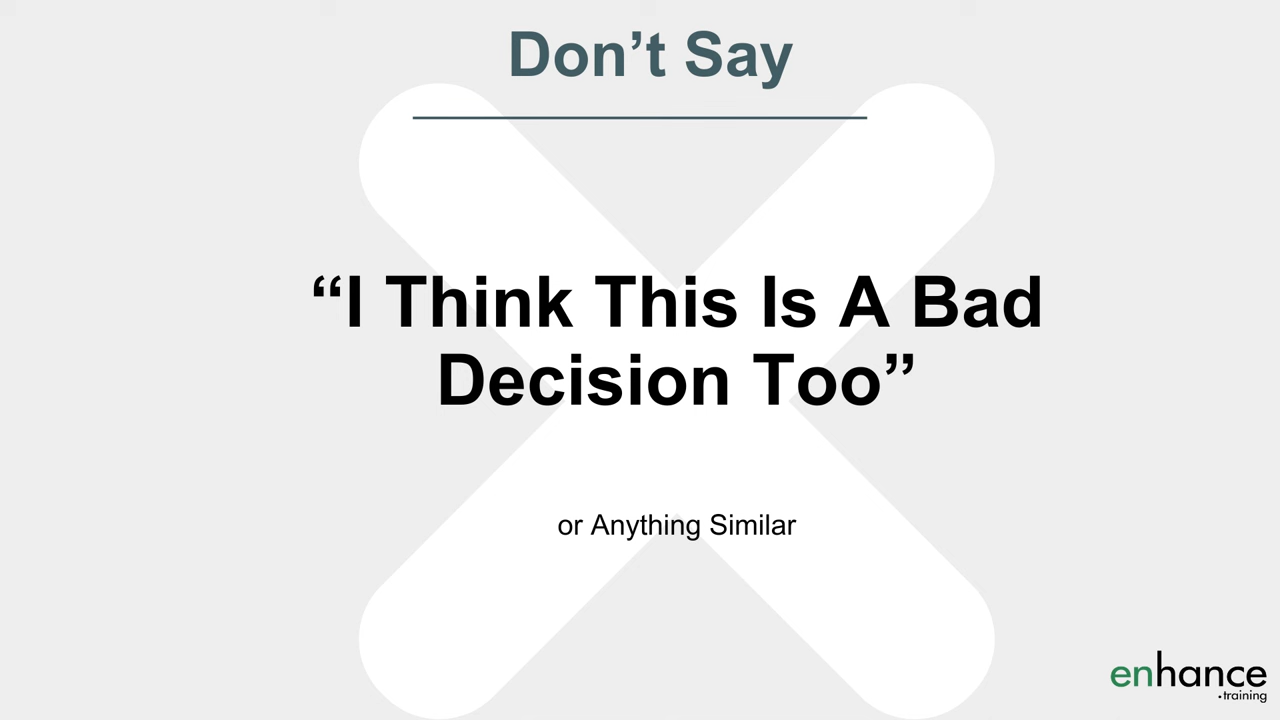 Don’t Say
“I Think This Is A Bad
Decision Too”
or Anything Similar
enhance
.training